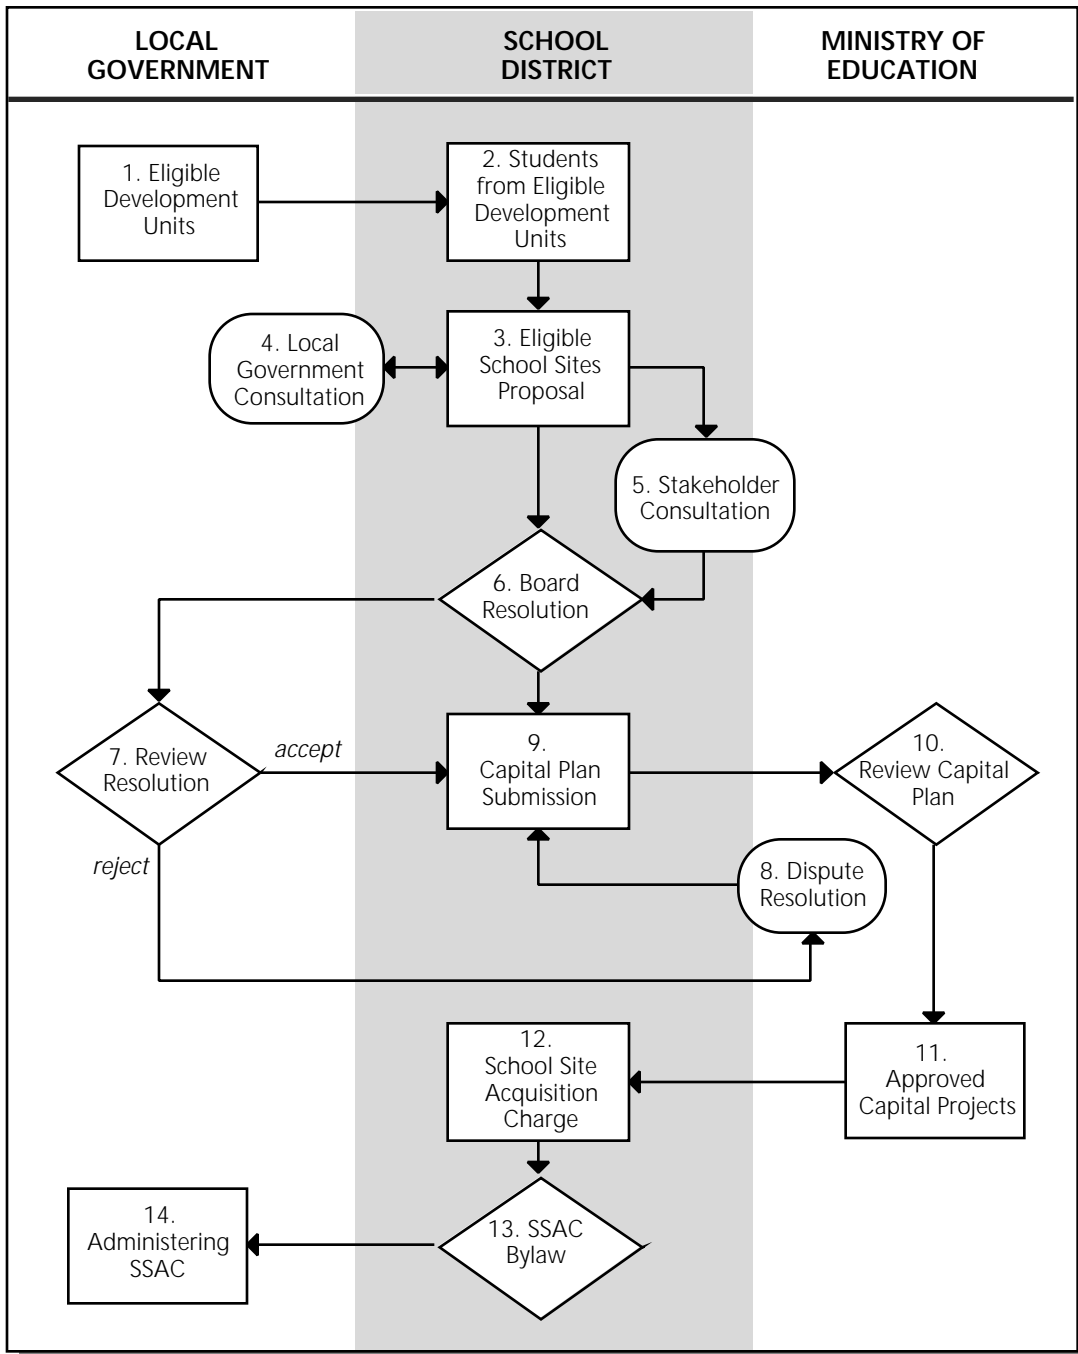 LOCAL
GOVERNMENT
SCHOOL
DISTRICT
MINISTRY OF
EDUCATION
1. Eligible
Development
Units
2. Students
from Eligible
Development
Units
3. Eligible
School Sites
Proposal
4. Local
Government
Consultation
5. Stakeholder
Consultation
6. Board
Resolution
7. Review
Resolution
accept
reject
9.
Capital Plan
Submission
10.
Review Capital
Plan
8. Dispute
Resolution
11.
Approved
Capital Projects
12.
School Site
Acquisition
Charge
13. SSAC
Bylaw
14.
Administering
SSAC